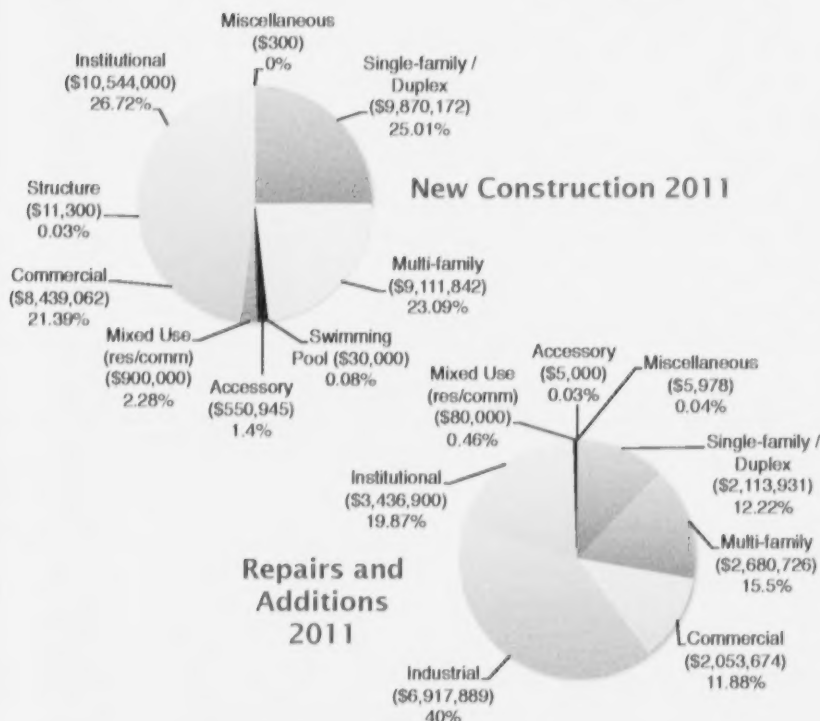 Miscellaneous
($300)
0%
Institutional
($10,544,000)
26.72%
Single-family /
Duplex
($9,870,172)
25.01%
New Construction 2011
Structure
($11,300)
0.03%
Multi-family
($9,111,842)
23.09%
Commercial
($8,439,062)
21.39%
Mixed Use
(res/comm)
($900,000)
2.28%
Accessory
($550,945)
1.4%
Swimming
Pool ($30,000)
0.08%
Repairs and
Additions
2011
Mixed Use
(res/comm)
($80,000)
0.46%
Accessory
($5,000)
0.03%
Miscellaneous
($5,978)
0.04%
Single-family /
Duplex
($2,113,931)
12.22%
Institutional
($3,436,900)
19.87%
Multi-family
($2,680,726)
15.5%
Commercial
($2,053,674)
11.88%
Industrial
($6,917,889)
40%